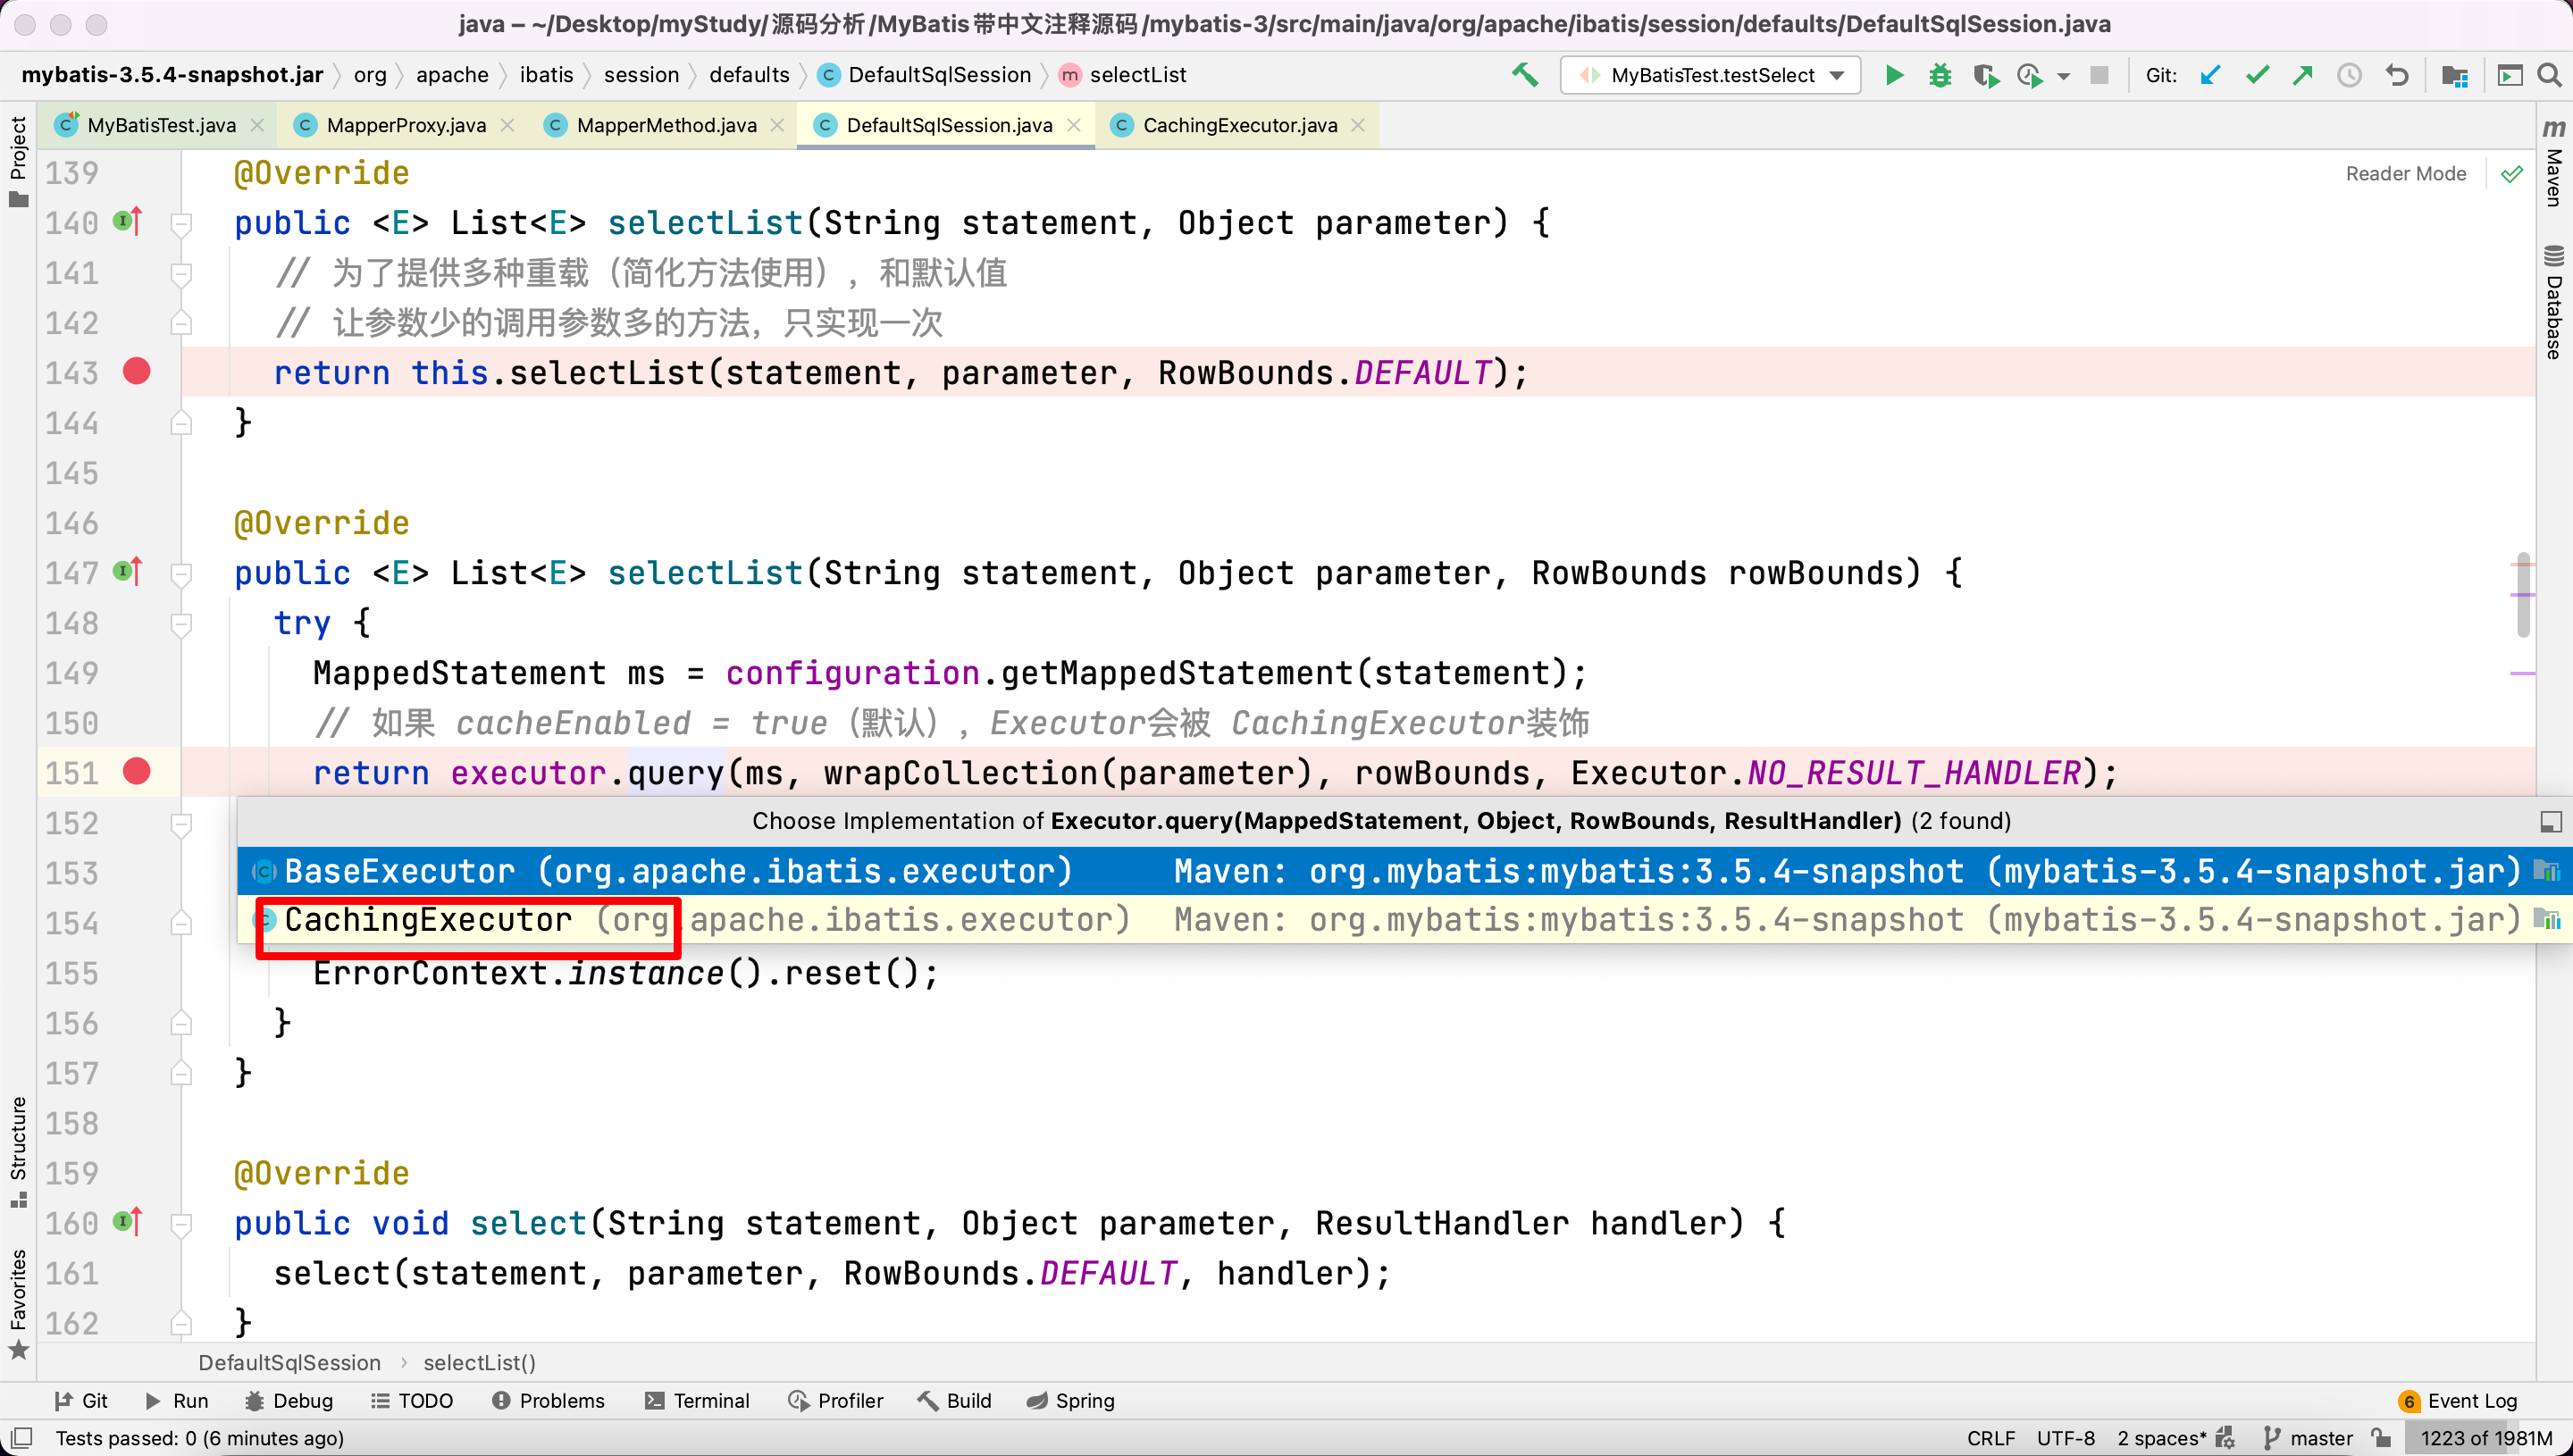 java – ~/Desktop/myStudy/源码分析/MyBatis带中文注释源码/mybatis-3/src/main/java/org/apache/ibatis/session/defaults/DefaultSqlSession.java
mybatis-3.5.4-snapshot.jar org apache ibatis session defaults C DefaultSqlSession m selectList MyBatisTest.testSelect Git:
C MyBatisTest.java C MapperProxy.java C MapperMethod.java C DefaultSqlSession.java C CachingExecutor.java
Project
Structure
Favorites
m Maven
Database
Reader Mode
139 @Override
140 public <E> List<E> selectList(String statement, Object parameter) {
141 // 为了提供多种重载（简化方法使用），和默认值
142 // 让参数少的调用参数多的方法，只实现一次
143 return this.selectList(statement, parameter, RowBounds.DEFAULT);
144 }
145
146 @Override
147 public <E> List<E> selectList(String statement, Object parameter, RowBounds rowBounds) {
148 try {
149 MappedStatement ms = configuration.getMappedStatement(statement);
150 // 如果 cacheEnabled = true（默认），Executor会被 CachingExecutor装饰
151 return executor.query(ms, wrapCollection(parameter), rowBounds, Executor.NO_RESULT_HANDLER);
152 Choose Implementation of Executor.query(MappedStatement, Object, RowBounds, ResultHandler) (2 found)
153 C BaseExecutor (org.apache.ibatis.executor) Maven: org.mybatis:mybatis:3.5.4-snapshot (mybatis-3.5.4-snapshot.jar)
154 C CachingExecutor (org.apache.ibatis.executor) Maven: org.mybatis:mybatis:3.5.4-snapshot (mybatis-3.5.4-snapshot.jar)
155 ErrorContext.instance().reset();
156 }
157 }
158
159 @Override
160 public void select(String statement, Object parameter, ResultHandler handler) {
161 select(statement, parameter, RowBounds.DEFAULT, handler);
162 }
DefaultSqlSession › selectList()
Git Run Debug TODO Problems Terminal Profiler Build Spring 6 Event Log
Tests passed: 0 (6 minutes ago) CRLF UTF-8 2 spaces* master 1223 of 1981M